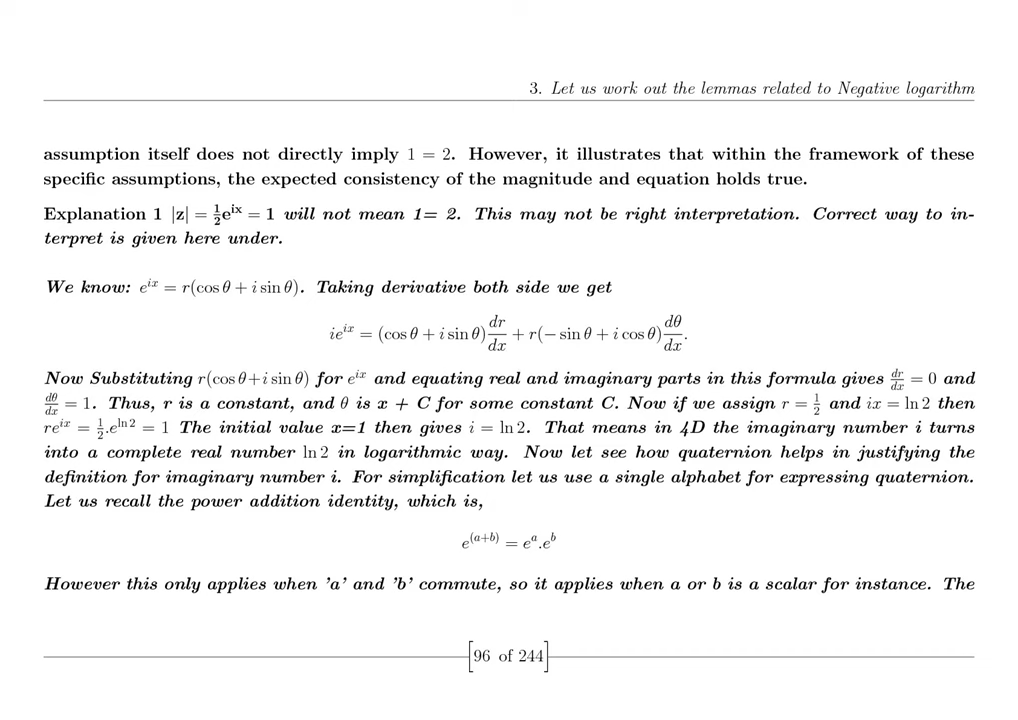 3. Let us work out the lemmas related to Negative logarithm
assumption itself does not directly imply 1 = 2. However, it illustrates that within the framework of these
specific assumptions, the expected consistency of the magnitude and equation holds true.
Explanation 1 |z| = ½e^{ix} = 1 will not mean 1= 2. This may not be right interpretation. Correct way to in-
terpret is given here under.
We know: e^{ix} = r(cos θ + i sin θ). Taking derivative both side we get
ie^{ix} = (cos θ + i sin θ) dr/dx + r(− sin θ + i cos θ) dθ/dx.
Now Substituting r(cos θ+i sin θ) for e^{ix} and equating real and imaginary parts in this formula gives dr/dx = 0 and
dθ/dx = 1. Thus, r is a constant, and θ is x + C for some constant C. Now if we assign r = ½ and ix = ln 2 then
re^{ix} = ½.e^{ln 2} = 1 The initial value x=1 then gives i = ln 2. That means in 4D the imaginary number i turns
into a complete real number ln 2 in logarithmic way. Now let see how quaternion helps in justifying the
definition for imaginary number i. For simplification let us use a single alphabet for expressing quaternion.
Let us recall the power addition identity, which is,
e^{(a+b)} = e^a.e^b
However this only applies when 'a' and 'b' commute, so it applies when a or b is a scalar for instance. The
[96 of 244]